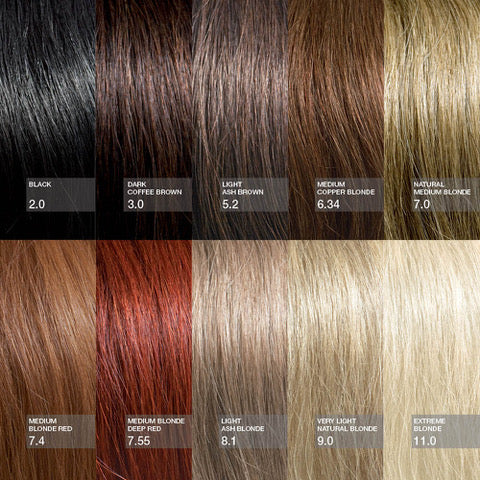 BLACK
2.0
DARK
COFFEE BROWN
3.0
LIGHT
ASH BROWN
5.2
MEDIUM
COPPER BLONDE
6.34
NATURAL
MEDIUM BLONDE
7.0
MEDIUM
BLONDE RED
7.4
MEDIUM BLONDE
DEEP RED
7.55
LIGHT
ASH BLONDE
8.1
VERY LIGHT
NATURAL BLONDE
9.0
EXTREME
BLONDE
11.0